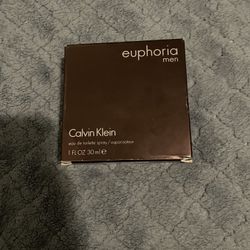 euphoria
men
Calvin Klein
eau de toilette spray / vaporisateur
1 FL OZ 30 ml e